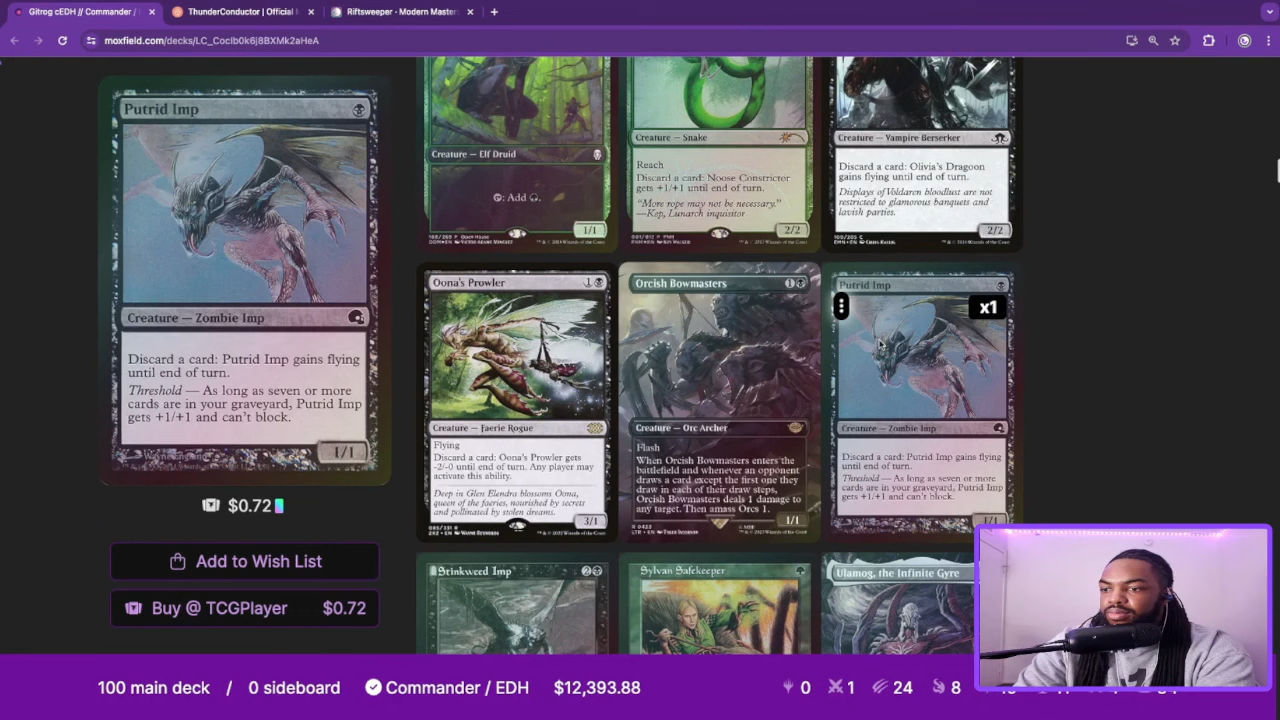 Gitrog cEDH // Commander /
ThunderConductor | Official
Riftsweeper · Modern Master
moxfield.com/decks/LC_CocIb0k6j8BXMk2aHeA
Putrid Imp
Creature — Zombie Imp
Discard a card: Putrid Imp gains flying
until end of turn.
Threshold — As long as seven or more
cards are in your graveyard, Putrid Imp
gets +1/+1 and can't block.
1/1
$0.72
Add to Wish List
Buy @ TCGPlayer $0.72
Creature — Elf Druid
: Add .
1/1
Creature — Snake
Reach
Discard a card: Noose Constrictor
gets +1/+1 until end of turn.
"More rope may not be necessary."
—Kep, Lunarch inquisitor
2/2
Creature — Vampire Berserker
Discard a card: Olivia's Dragoon
gains flying until end of turn.
Displays of Voldaren bloodlust are not
restricted to glamorous banquets and
lavish parties.
2/2
Oona's Prowler 1
Creature — Faerie Rogue
Flying
Discard a card: Oona's Prowler gets
-2/-0 until end of turn. Any player may
activate this ability.
Deep in Glen Elendra blossoms Oona,
queen of the faeries, nourished by secrets
and pollinated by stolen dreams.
3/1
Orcish Bowmasters 1
Creature — Orc Archer
Flash
When Orcish Bowmasters enters the
battlefield and whenever an opponent
draws a card except the first one they
draw in each of their draw steps,
Orcish Bowmasters deals 1 damage to
any target. Then amass Orcs 1.
1/1
Putrid Imp
x1
Creature — Zombie Imp
Discard a card: Putrid Imp gains flying
until end of turn.
Threshold — As long as seven or more
cards are in your graveyard, Putrid Imp
gets +1/+1 and can't block.
1/1
Stinkweed Imp 2
Sylvan Safekeeper
Ulamog, the Infinite Gyre
100 main deck / 0 sideboard Commander / EDH $12,393.88 0 1 24 8